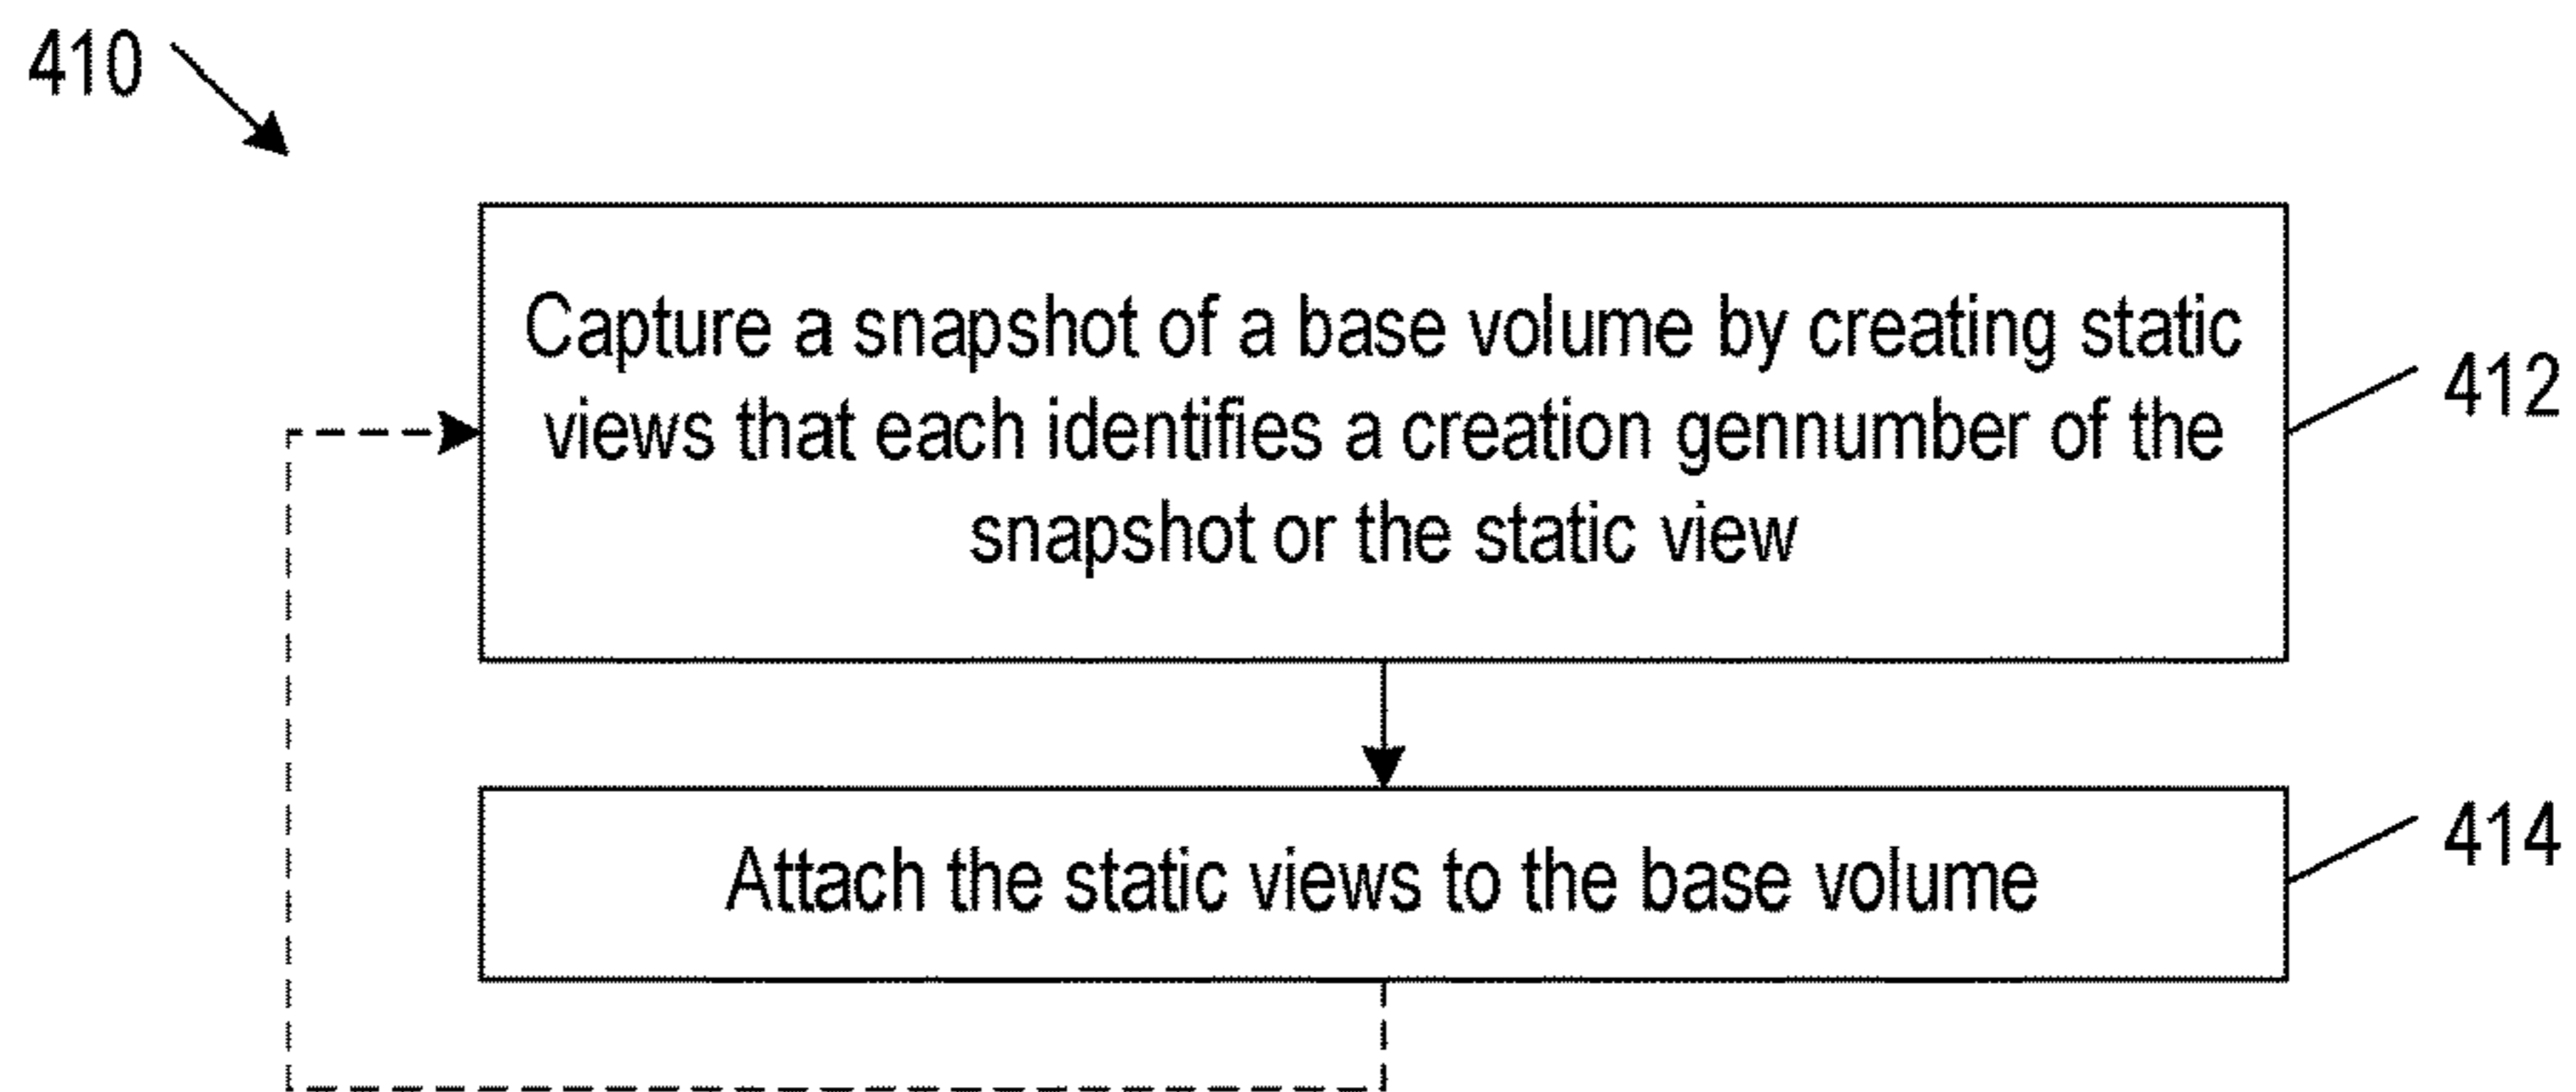 410
Capture a snapshot of a base volume by creating static
views that each identifies a creation gennumber of the
snapshot or the static view
412
Attach the static views to the base volume
414